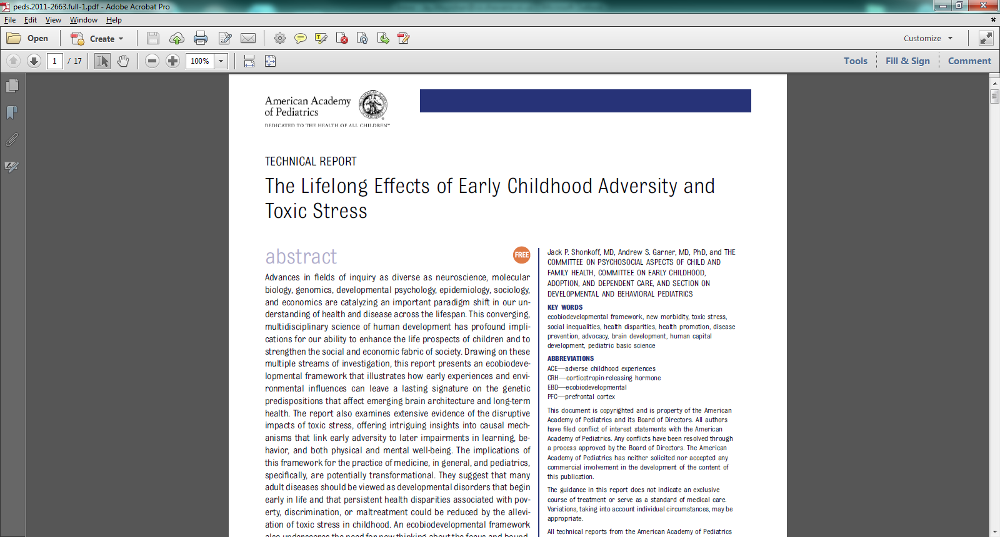 peds.2011-2663.full-1.pdf - Adobe Acrobat Pro
File Edit View Window Help
Open Create Customize
1 / 17 100% Tools Fill & Sign Comment
American Academy
of Pediatrics
DEDICATED TO THE HEALTH OF ALL CHILDREN™
TECHNICAL REPORT
The Lifelong Effects of Early Childhood Adversity and
Toxic Stress
abstract
FREE
Advances in fields of inquiry as diverse as neuroscience, molecular
biology, genomics, developmental psychology, epidemiology, sociology,
and economics are catalyzing an important paradigm shift in our un-
derstanding of health and disease across the lifespan. This converging,
multidisciplinary science of human development has profound impli-
cations for our ability to enhance the life prospects of children and to
strengthen the social and economic fabric of society. Drawing on these
multiple streams of investigation, this report presents an ecobiodeve-
lopmental framework that illustrates how early experiences and envi-
ronmental influences can leave a lasting signature on the genetic
predispositions that affect emerging brain architecture and long-term
health. The report also examines extensive evidence of the disruptive
impacts of toxic stress, offering intriguing insights into causal mech-
anisms that link early adversity to later impairments in learning, be-
havior, and both physical and mental well-being. The implications of
this framework for the practice of medicine, in general, and pediatrics,
specifically, are potentially transformational. They suggest that many
adult diseases should be viewed as developmental disorders that begin
early in life and that persistent health disparities associated with pov-
erty, discrimination, or maltreatment could be reduced by the allevi-
ation of toxic stress in childhood. An ecobiodevelopmental framework
also underscores the need for new thinking about the focus and bound-
Jack P. Shonkoff, MD, Andrew S. Garner, MD, PhD, and THE
COMMITTEE ON PSYCHOSOCIAL ASPECTS OF CHILD AND
FAMILY HEALTH, COMMITTEE ON EARLY CHILDHOOD,
ADOPTION, AND DEPENDENT CARE, AND SECTION ON
DEVELOPMENTAL AND BEHAVIORAL PEDIATRICS
KEY WORDS
ecobiodevelopmental framework, new morbidity, toxic stress,
social inequalities, health disparities, health promotion, disease
prevention, advocacy, brain development, human capital
development, pediatric basic science
ABBREVIATIONS
ACE—adverse childhood experiences
CRH—corticotropin-releasing hormone
EBD—ecobiodevelopmental
PFC—prefrontal cortex
This document is copyrighted and is property of the American
Academy of Pediatrics and its Board of Directors. All authors
have filed conflict of interest statements with the American
Academy of Pediatrics. Any conflicts have been resolved through
a process approved by the Board of Directors. The American
Academy of Pediatrics has neither solicited nor accepted any
commercial involvement in the development of the content of
this publication.
The guidance in this report does not indicate an exclusive
course of treatment or serve as a standard of medical care.
Variations, taking into account individual circumstances, may be
appropriate.
All technical reports from the American Academy of Pediatrics